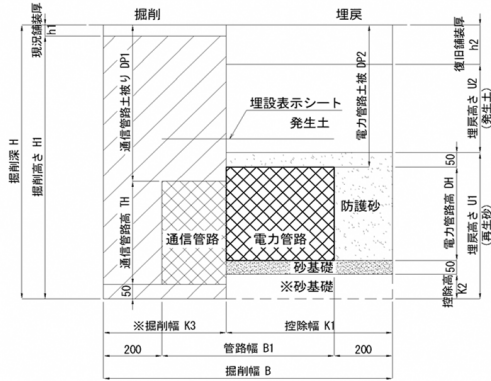 掘削
埋戻
現況舗装厚
h1
掘削深 H
掘削高さ H1
通信管路土被り DP1
通信管路高 TH
50
電力管路土被 DP2
復旧舗装厚
h2
埋戻高さ U2
(発生土)
埋設表示シート
発生土
50
電力管路高 DH
埋戻高さ U1
(再生砂)
防護砂
通信管路
電力管路
砂基礎
50
※砂基礎
控除高
K2
※掘削幅 K3
控除幅 K1
200
管路幅 B1
200
掘削幅 B